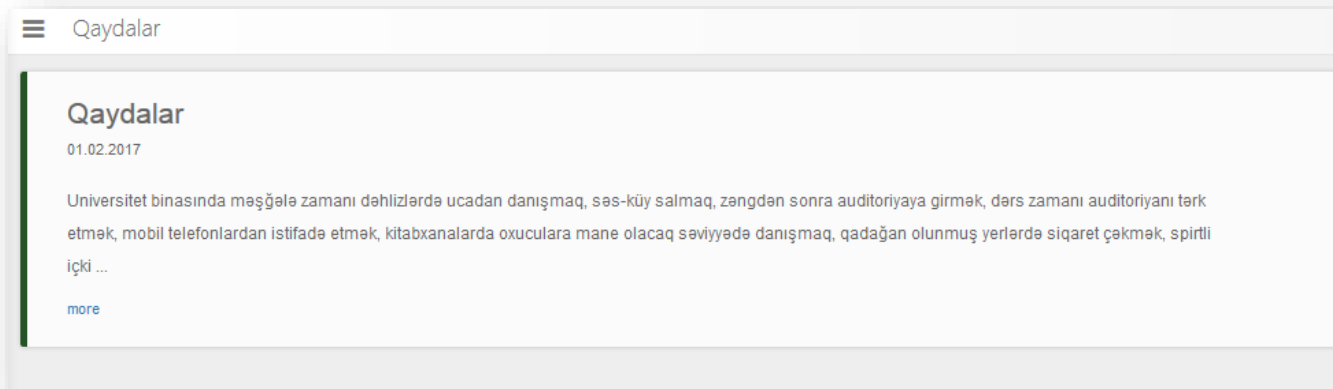 Qaydalar
Qaydalar
01.02.2017
Universitet binasında məşğələ zamanı dəhlizlərdə ucadan danışmaq, səs-küy salmaq, zəngdən sonra auditoriyaya girmək, dərs zamanı auditoriyanı tərk
etmək, mobil telefonlardan istifadə etmək, kitabxanalarda oxuculara mane olacaq səviyyədə danışmaq, qadağan olunmuş yerlərdə siqaret çəkmək, spirtli
içki ...
more